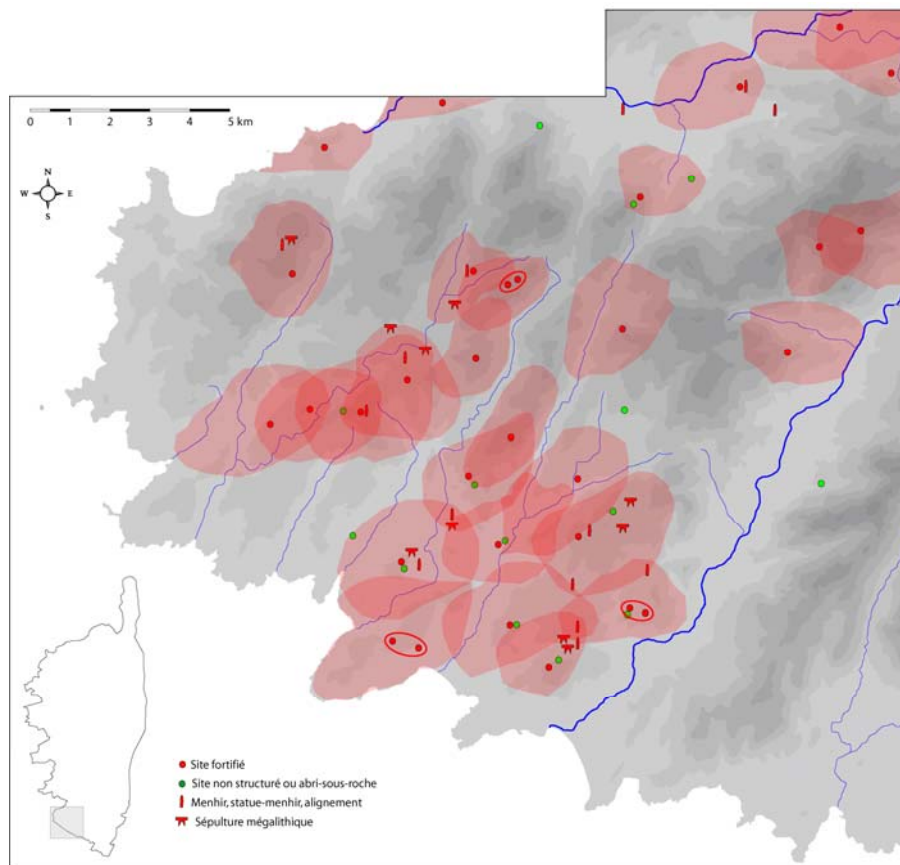 0 1 2 3 4 5 km
N
W E
S
Site fortifié
Site non structuré ou abri-sous-roche
Menhir, statue-menhir, alignement
Sépulture mégalithique